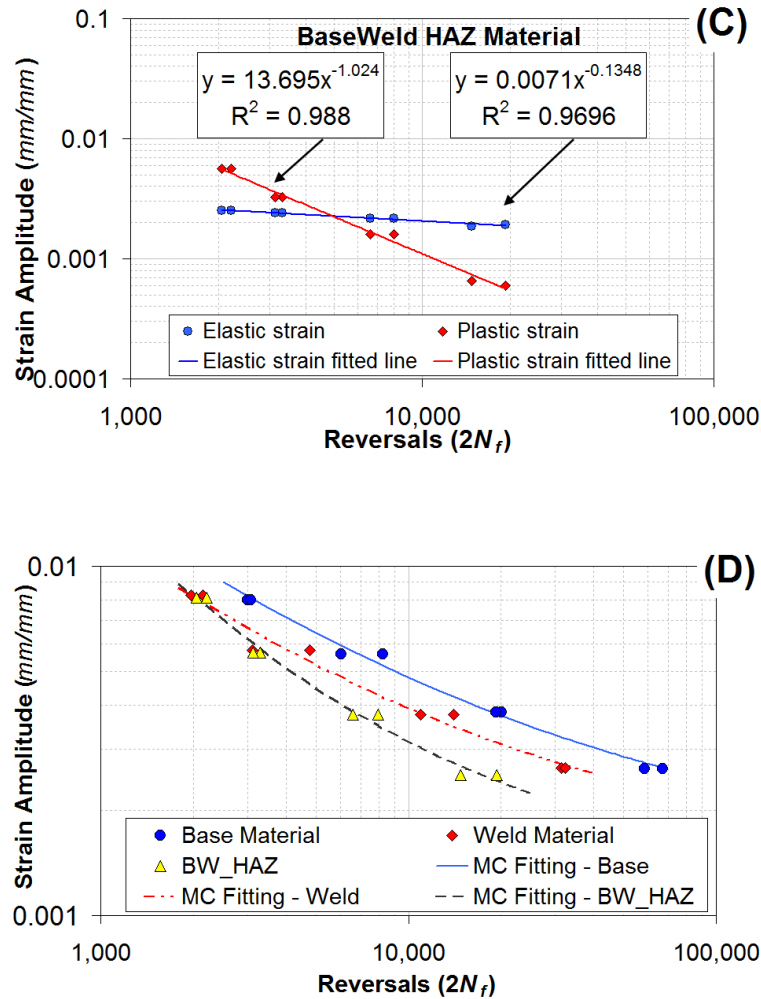 (C)
0.1
BaseWeld HAZ Material
y = 13.695x^-1.024
R² = 0.988
y = 0.0071x^-0.1348
R² = 0.9696
0.01
0.001
0.0001
Strain Amplitude (mm/mm)
Elastic strain
Plastic strain
Elastic strain fitted line
Plastic strain fitted line
1,000
10,000
100,000
Reversals (2N_f)
(D)
0.01
0.001
Strain Amplitude (mm/mm)
Base Material
Weld Material
BW_HAZ
MC Fitting - Base
MC Fitting - Weld
MC Fitting - BW_HAZ
1,000
10,000
100,000
Reversals (2N_f)